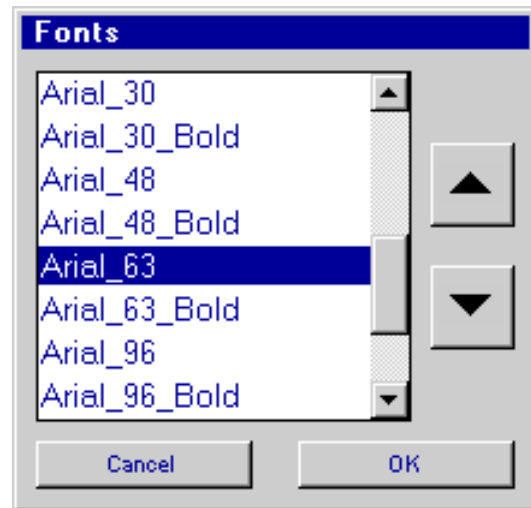 Fonts
Arial_30
Arial_30_Bold
Arial_48
Arial_48_Bold
Arial_63
Arial_63_Bold
Arial_96
Arial_96_Bold
Cancel OK